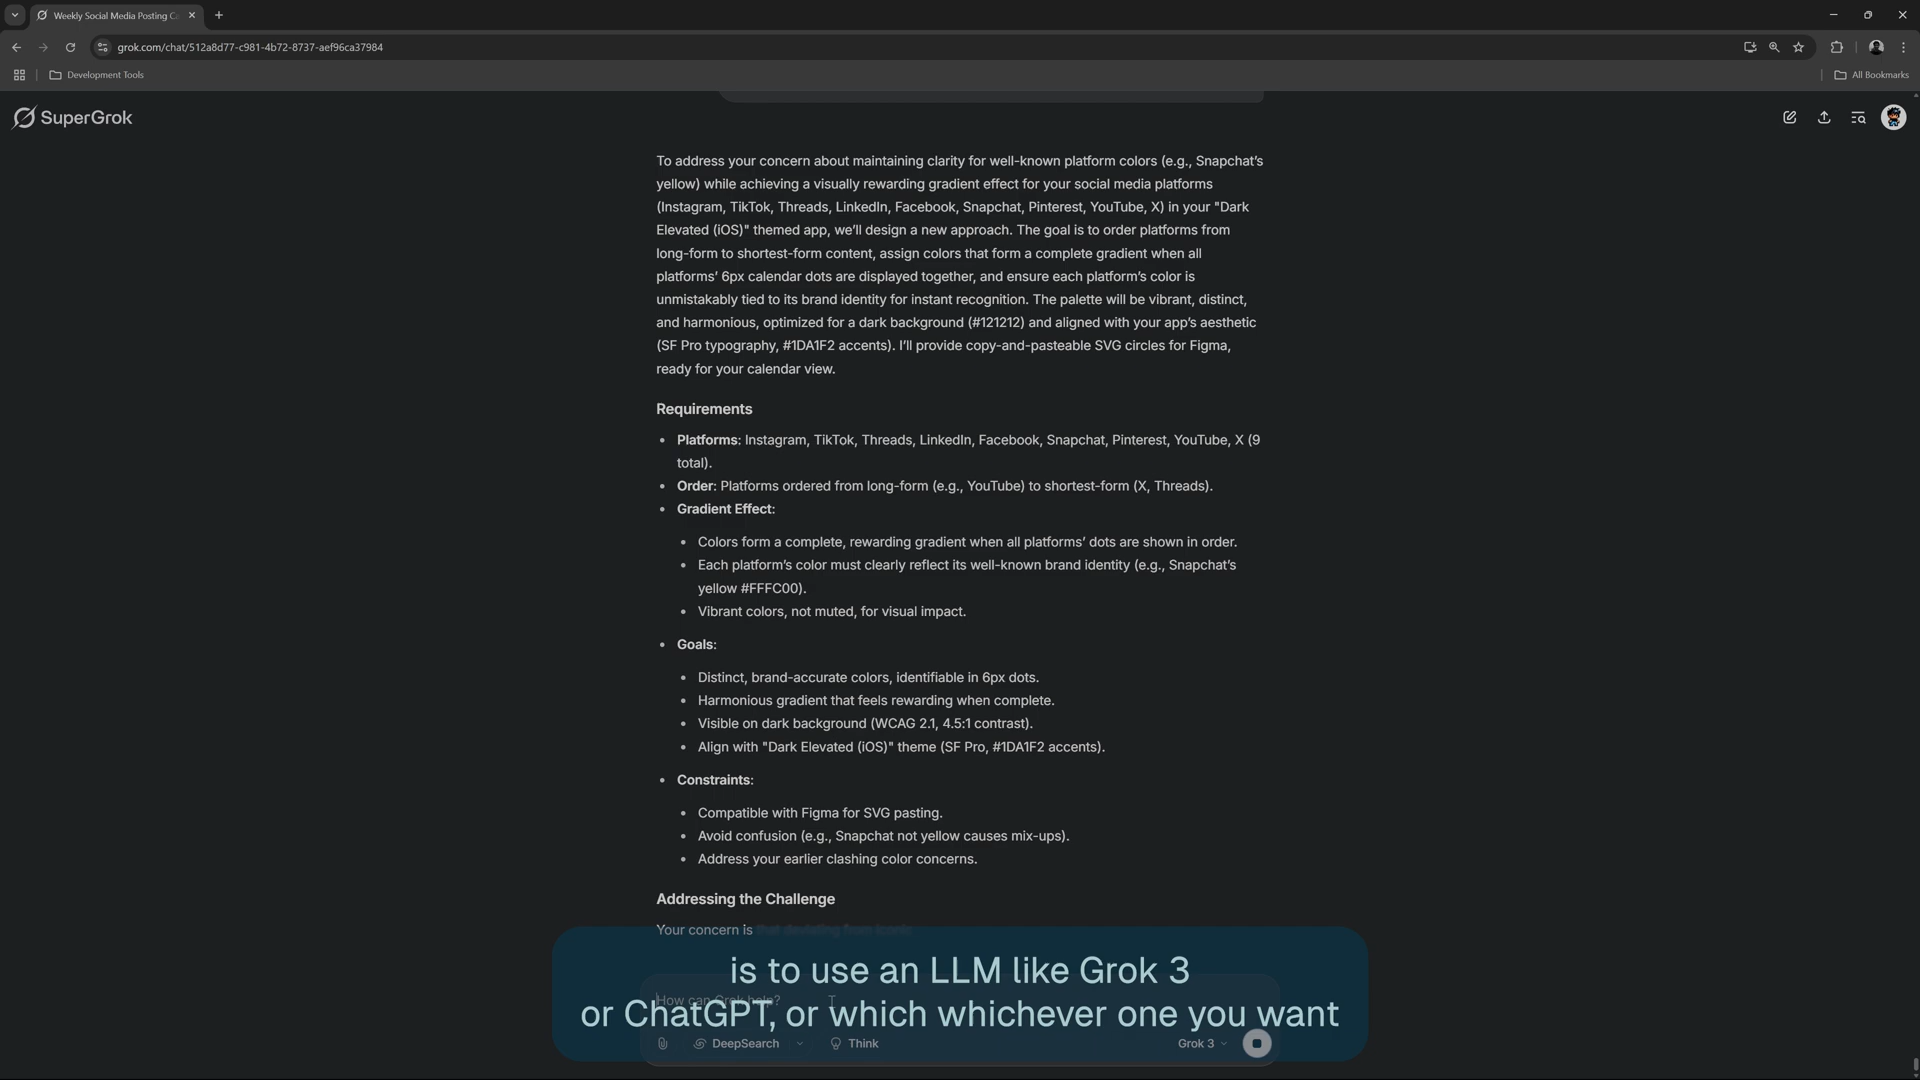 Weekly Social Media Posting Ca
grok.com/chat/512a8d77-c981-4b72-8737-aef96ca37984
Development Tools
All Bookmarks
SuperGrok
To address your concern about maintaining clarity for well-known platform colors (e.g., Snapchat’s
yellow) while achieving a visually rewarding gradient effect for your social media platforms
(Instagram, TikTok, Threads, LinkedIn, Facebook, Snapchat, Pinterest, YouTube, X) in your "Dark
Elevated (iOS)" themed app, we’ll design a new approach. The goal is to order platforms from
long-form to shortest-form content, assign colors that form a complete gradient when all
platforms’ 6px calendar dots are displayed together, and ensure each platform’s color is
unmistakably tied to its brand identity for instant recognition. The palette will be vibrant, distinct,
and harmonious, optimized for a dark background (#121212) and aligned with your app’s aesthetic
(SF Pro typography, #1DA1F2 accents). I’ll provide copy-and-pasteable SVG circles for Figma,
ready for your calendar view.
Requirements
• Platforms: Instagram, TikTok, Threads, LinkedIn, Facebook, Snapchat, Pinterest, YouTube, X (9
total).
• Order: Platforms ordered from long-form (e.g., YouTube) to shortest-form (X, Threads).
• Gradient Effect:
• Colors form a complete, rewarding gradient when all platforms’ dots are shown in order.
• Each platform’s color must clearly reflect its well-known brand identity (e.g., Snapchat’s
yellow #FFFC00).
• Vibrant colors, not muted, for visual impact.
• Goals:
• Distinct, brand-accurate colors, identifiable in 6px dots.
• Harmonious gradient that feels rewarding when complete.
• Visible on dark background (WCAG 2.1, 4.5:1 contrast).
• Align with "Dark Elevated (iOS)" theme (SF Pro, #1DA1F2 accents).
• Constraints:
• Compatible with Figma for SVG pasting.
• Avoid confusion (e.g., Snapchat not yellow causes mix-ups).
• Address your earlier clashing color concerns.
Addressing the Challenge
Your concern is that deviating from iconic
is to use an LLM like Grok 3
How can Grok help?
or ChatGPT, or which whichever one you want
DeepSearch
Think
Grok 3